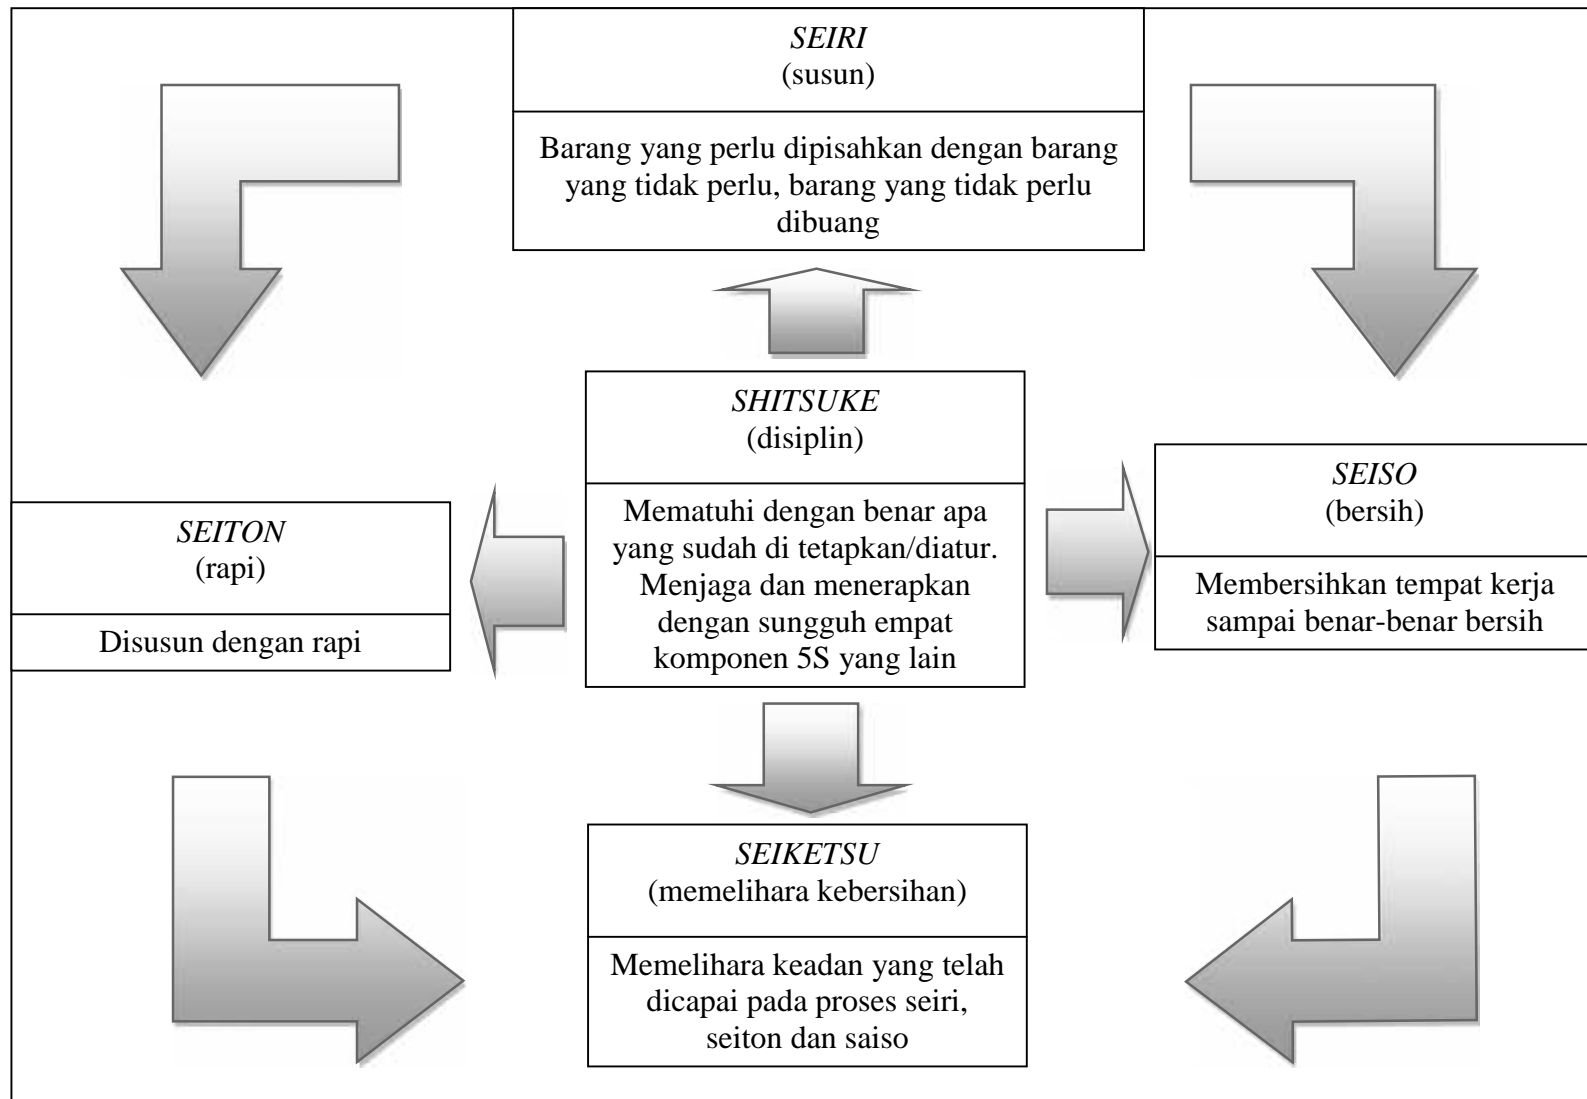 SEIRI
(susun)
Barang yang perlu dipisahkan dengan barang
yang tidak perlu, barang yang tidak perlu
dibuang
SHITSUKE
(disiplin)
Mematuhi dengan benar apa
yang sudah di tetapkan/diatur.
Menjaga dan menerapkan
dengan sungguh empat
komponen 5S yang lain
SEITON
(rapi)
Disusun dengan rapi
SEISO
(bersih)
Membersihkan tempat kerja
sampai benar-benar bersih
SEIKETSU
(memelihara kebersihan)
Memelihara keadan yang telah
dicapai pada proses seiri,
seiton dan saiso